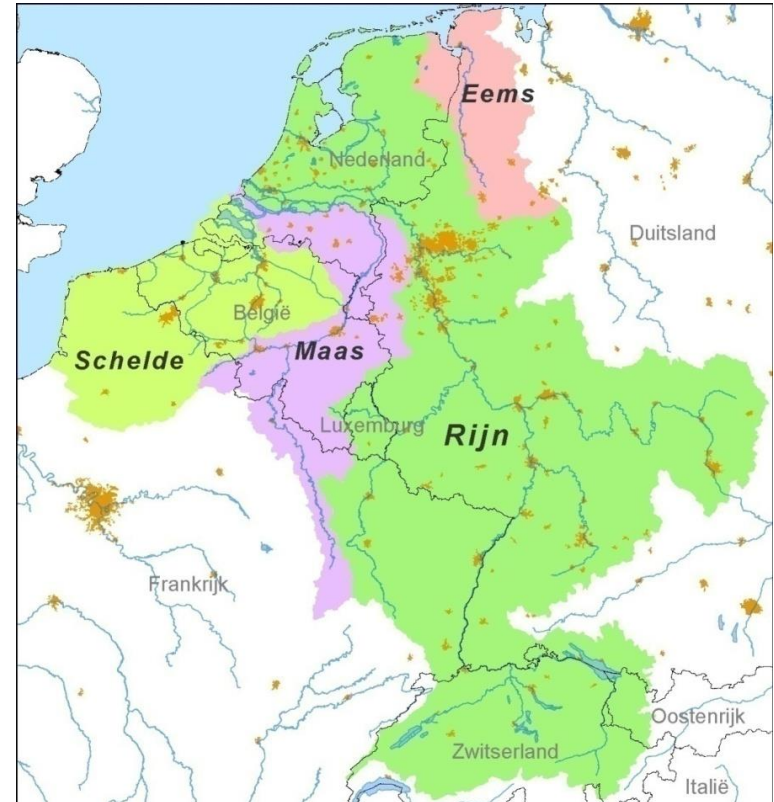 Eems
Nederland
Duitsland
België
Schelde
Maas
Luxemburg
Rijn
Frankrijk
Oostenrijk
Zwitserland
Italië